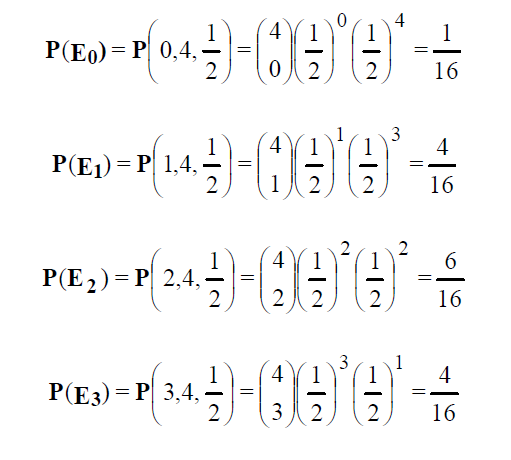 P(E₀) = P(0,4,1/2) = (4 0)(1/2)⁰(1/2)⁴ = 1/16
P(E₁) = P(1,4,1/2) = (4 1)(1/2)¹(1/2)³ = 4/16
P(E₂) = P(2,4,1/2) = (4 2)(1/2)²(1/2)² = 6/16
P(E₃) = P(3,4,1/2) = (4 3)(1/2)³(1/2)¹ = 4/16